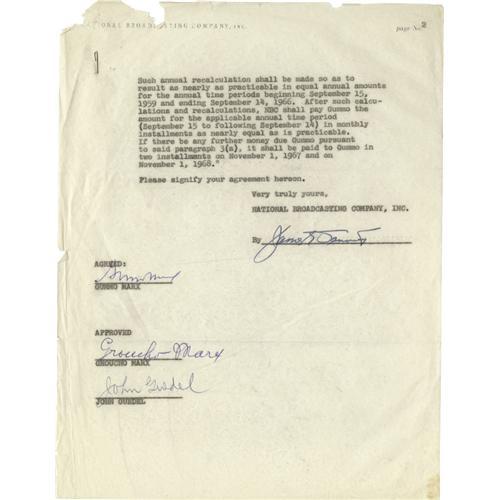 ONAL BROADCASTING COMPANY, INC.
page No. 2
Such annual recalculation shall be made so as to
result as nearly as practicable in equal annual amounts
for the annual time periods beginning September 15,
1959 and ending September 14, 1966. After such calcu-
lations and recalculations, NBC shall pay Gummo the
amount for the applicable annual time period
(September 15 to following September 14) in monthly
installments as nearly equal as is practicable.
If there be any further money due Gummo pursuant
to said paragraph 3(a), it shall be paid to Gummo in
two installments on November 1, 1967 and on
November 1, 1968."
Please signify your agreement hereon.
Very truly yours,
NATIONAL BROADCASTING COMPANY, INC.
By
AGREED:
Gummo Marx
GUMMO MARX
APPROVED
Groucho Marx
GROUCHO MARX
John Guedel
JOHN GUEDEL